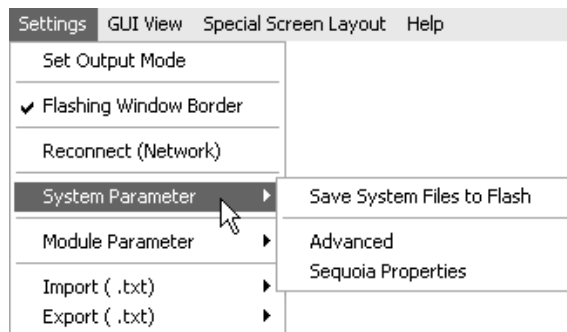 Settings GUI View Special Screen Layout Help
Set Output Mode
Flashing Window Border
Reconnect (Network)
System Parameter Save System Files to Flash
Module Parameter Advanced
Sequoia Properties
Import ( .txt)
Export ( .txt)